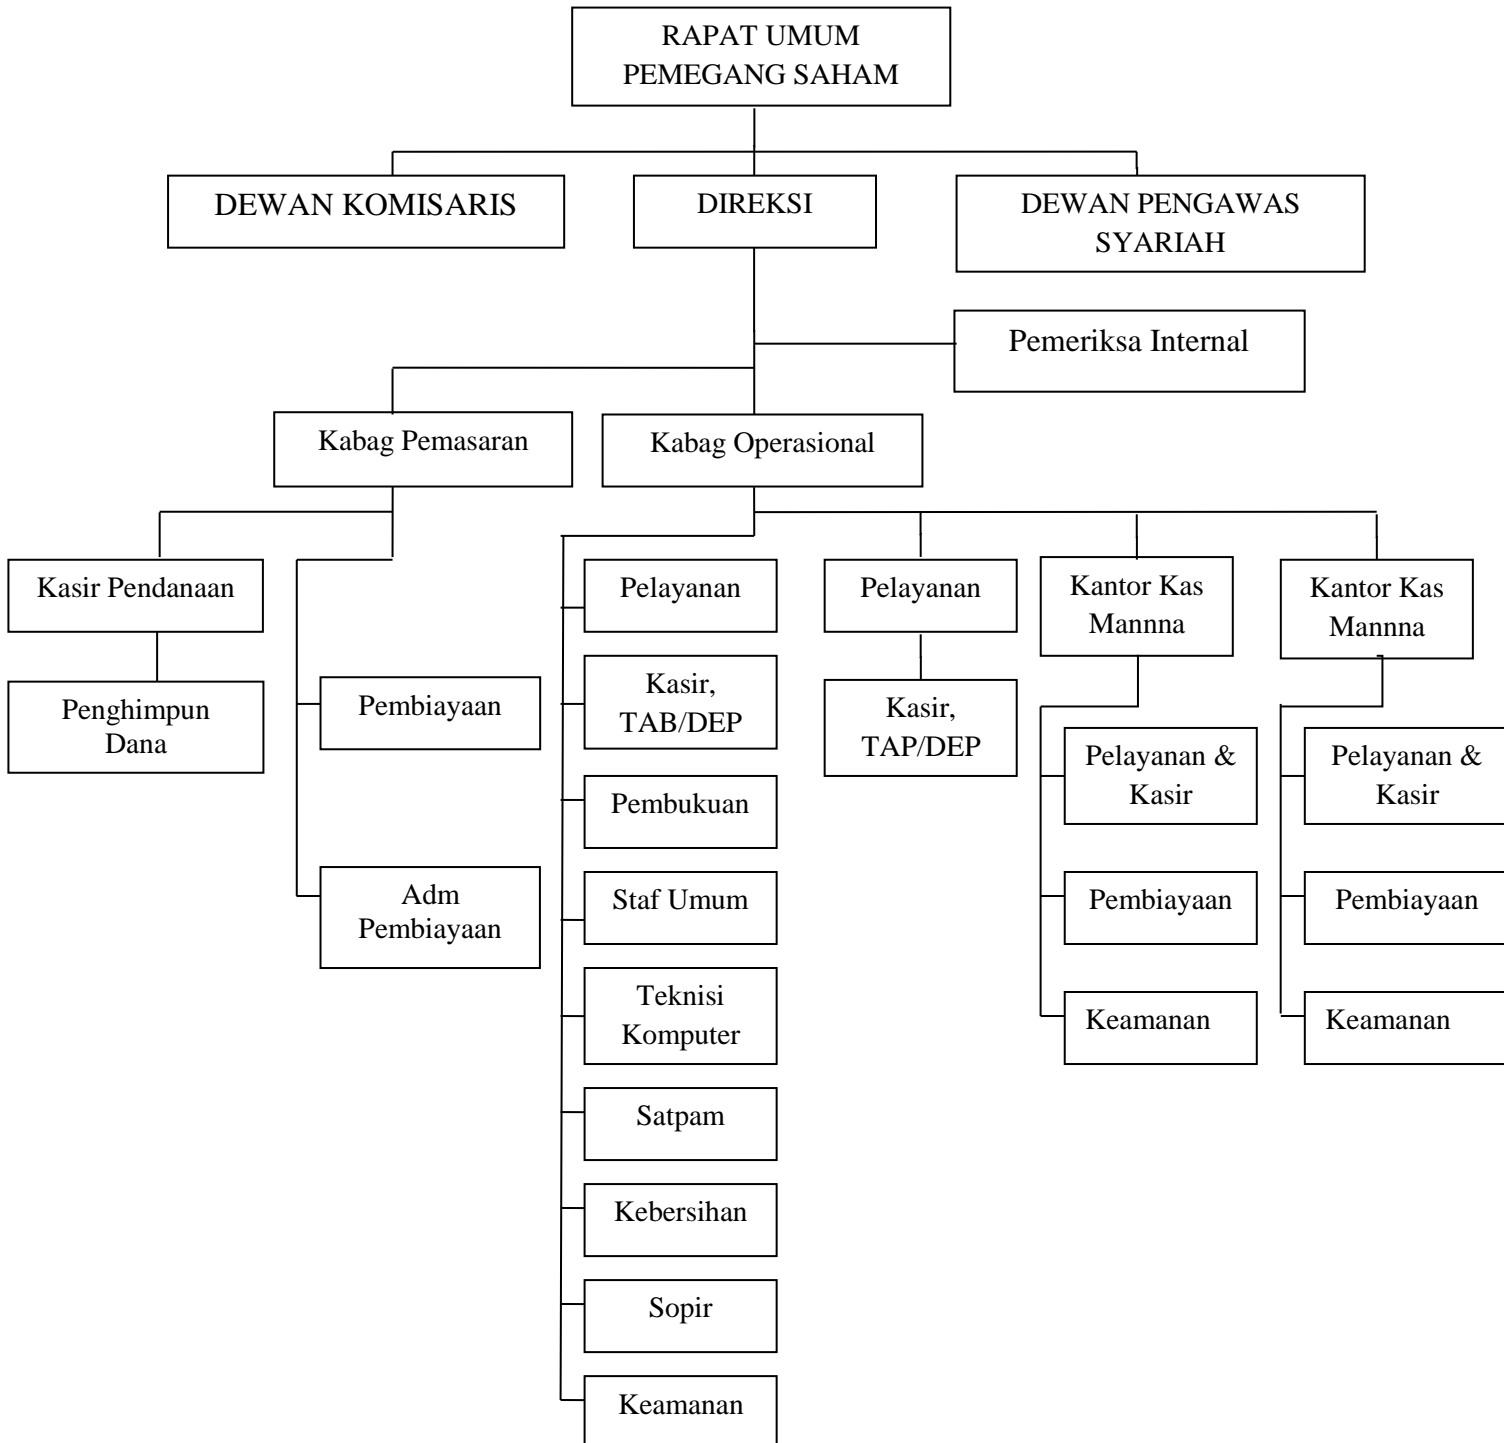 RAPAT UMUM
PEMEGANG SAHAM
DEWAN KOMISARIS
DIREKSI
DEWAN PENGAWAS
SYARIAH
Pemeriksa Internal
Kabag Pemasaran
Kabag Operasional
Kasir Pendanaan
Penghimpun
Dana
Pembiayaan
Adm
Pembiayaan
Pelayanan
Kasir,
TAB/DEP
Pembukuan
Staf Umum
Teknisi
Komputer
Satpam
Kebersihan
Sopir
Keamanan
Pelayanan
Kasir,
TAP/DEP
Kantor Kas
Mannna
Pelayanan &
Kasir
Pembiayaan
Keamanan
Kantor Kas
Mannna
Pelayanan &
Kasir
Pembiayaan
Keamanan